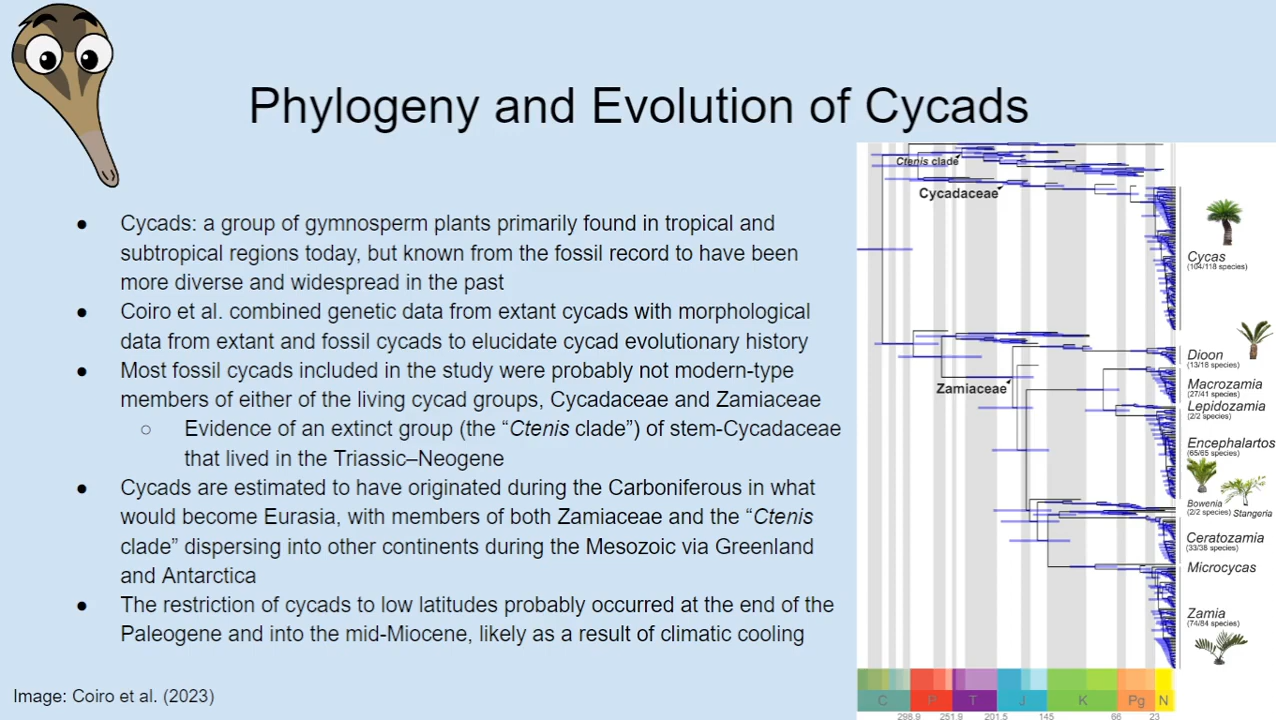 Phylogeny and Evolution of Cycads
● Cycads: a group of gymnosperm plants primarily found in tropical and
subtropical regions today, but known from the fossil record to have been
more diverse and widespread in the past
● Coiro et al. combined genetic data from extant cycads with morphological
data from extant and fossil cycads to elucidate cycad evolutionary history
● Most fossil cycads included in the study were probably not modern-type
members of either of the living cycad groups, Cycadaceae and Zamiaceae
○ Evidence of an extinct group (the “Ctenis clade”) of stem-Cycadaceae
that lived in the Triassic–Neogene
● Cycads are estimated to have originated during the Carboniferous in what
would become Eurasia, with members of both Zamiaceae and the “Ctenis
clade” dispersing into other continents during the Mesozoic via Greenland
and Antarctica
● The restriction of cycads to low latitudes probably occurred at the end of the
Paleogene and into the mid-Miocene, likely as a result of climatic cooling
Image: Coiro et al. (2023)
Ctenis clade
Cycadaceae
Cycas
(104/118 species)
Dioon
(13/18 species)
Zamiaceae
Macrozamia
(27/41 species)
Lepidozamia
(2/2 species)
Encephalartos
(65/65 species)
Bowenia
(2/2 species)
Stangeria
Ceratozamia
(33/38 species)
Microcycas
Zamia
(74/84 species)
C P T J K Pg N
298.9 251.9 201.5 145 66 23